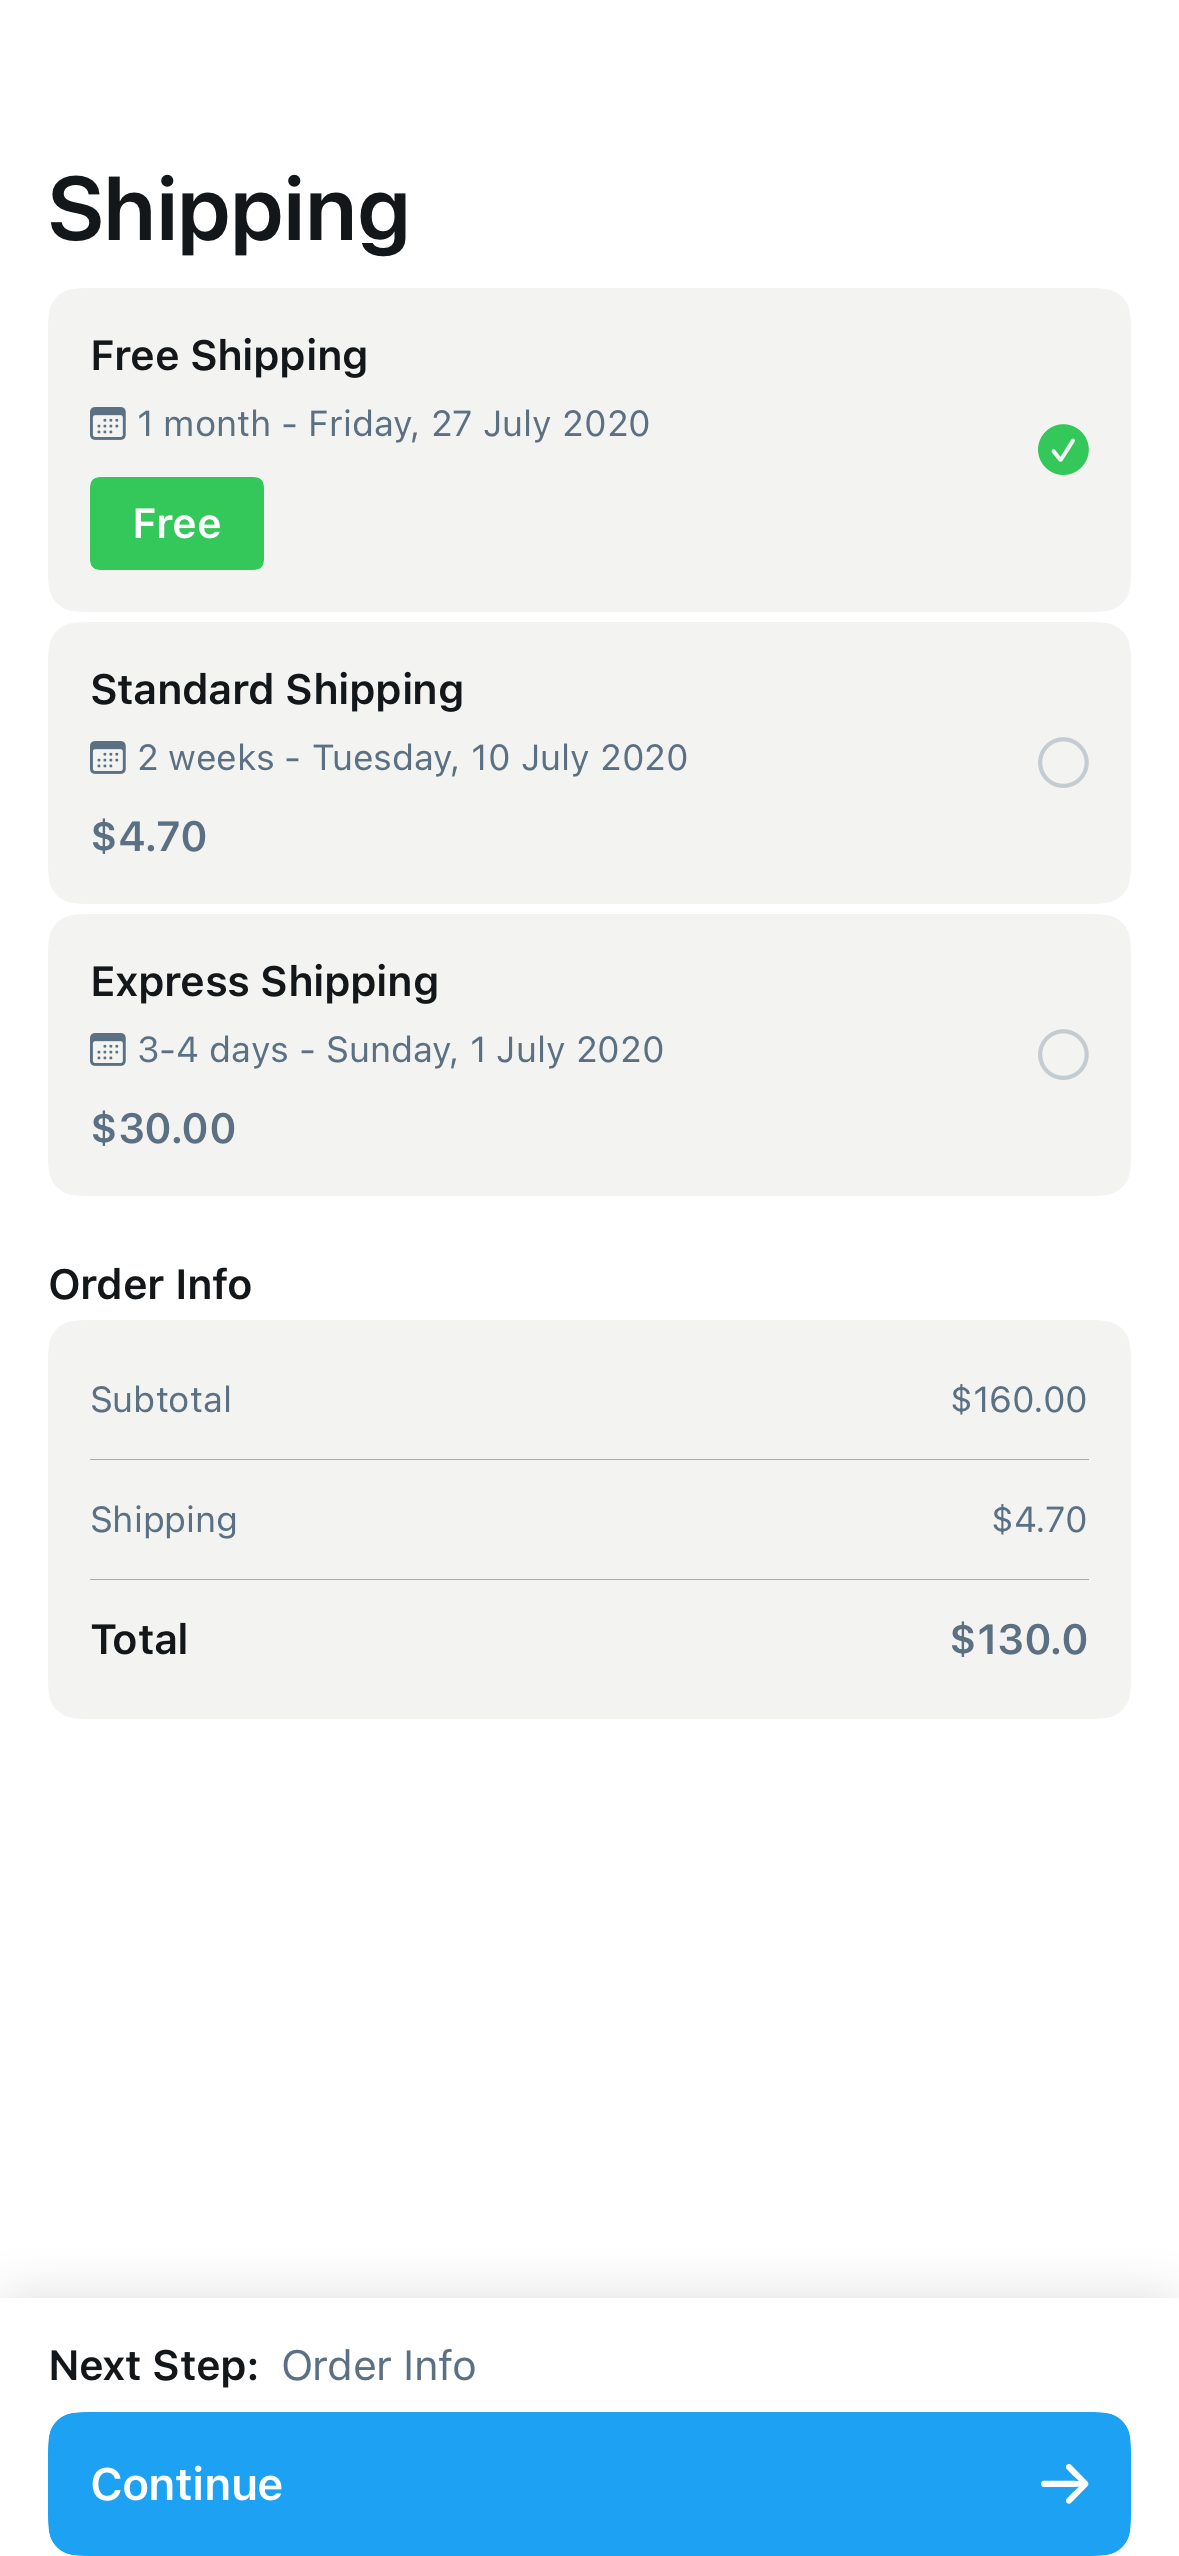 Shipping
Free Shipping
1 month - Friday, 27 July 2020
Free
Standard Shipping
2 weeks - Tuesday, 10 July 2020
$4.70
Express Shipping
3-4 days - Sunday, 1 July 2020
$30.00
Order Info
Subtotal $160.00
Shipping $4.70
Total $130.0
Next Step: Order Info
Continue